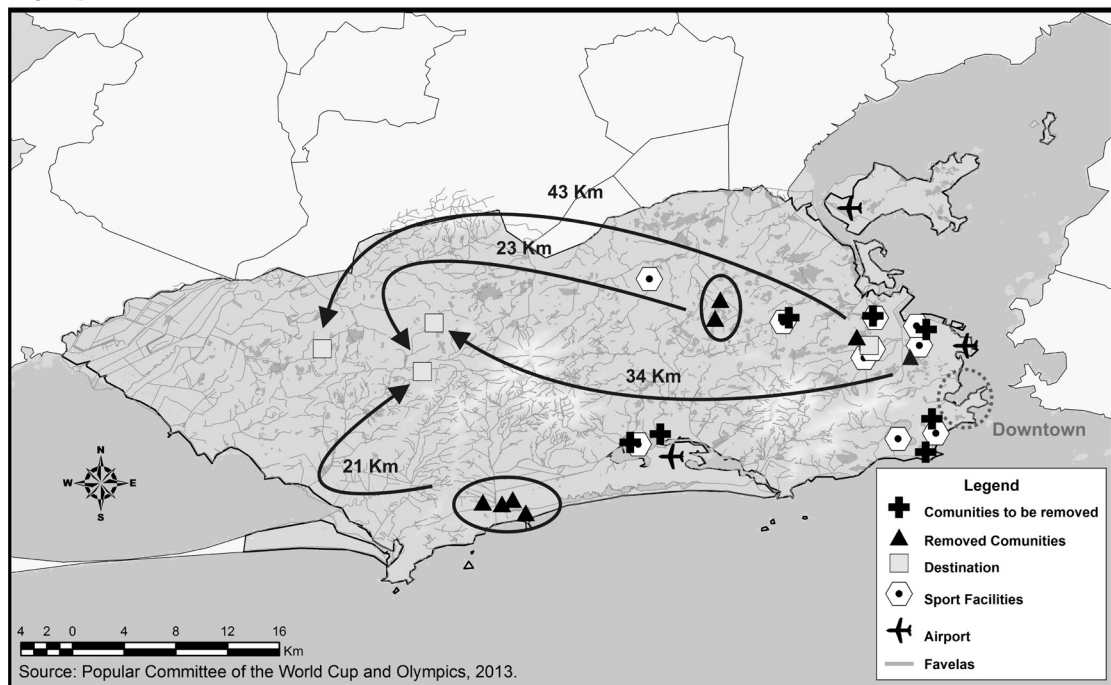 43 Km
23 Km
34 Km
21 Km
Downtown
N
W E
S
Legend
Comunities to be removed
Removed Comunities
Destination
Sport Facilities
Airport
Favelas
4 2 0 4 8 12 16
Km
Source: Popular Committee of the World Cup and Olympics, 2013.